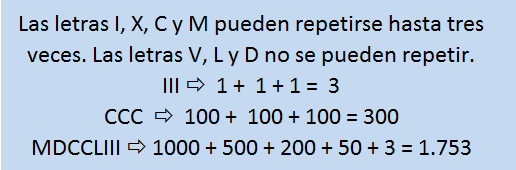 Las letras I, X, C y M pueden repetirse hasta tres
veces. Las letras V, L y D no se pueden repetir.
III ⇨ 1 + 1 + 1 = 3
CCC ⇨ 100 + 100 + 100 = 300
MDCCLIII ⇨ 1000 + 500 + 200 + 50 + 3 = 1.753